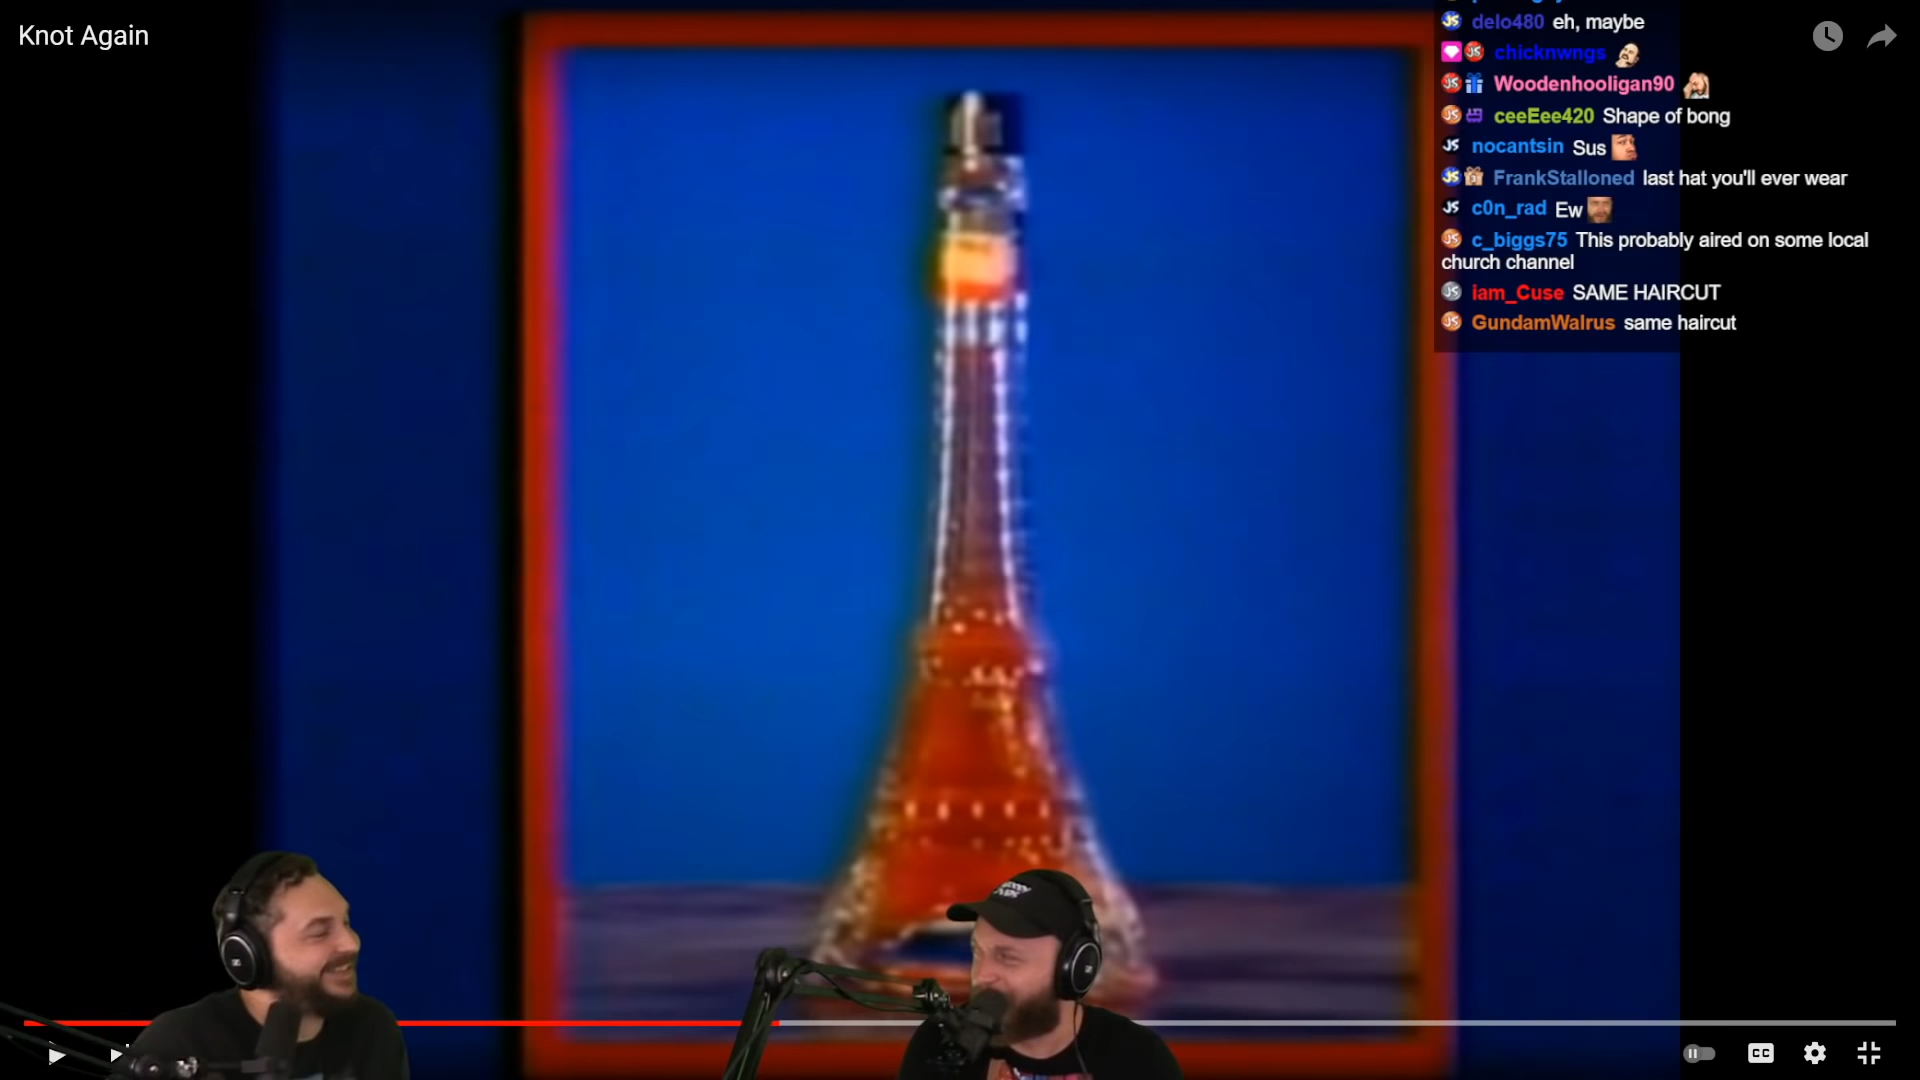 Knot Again
delo480 eh, maybe
chicknwngs
Woodenhooligan90
ceeEee420 Shape of bong
nocantsin Sus
FrankStalloned last hat you'll ever wear
c0n_rad Ew
c_biggs75 This probably aired on some local
church channel
iam_Cuse SAME HAIRCUT
GundamWalrus same haircut
CC